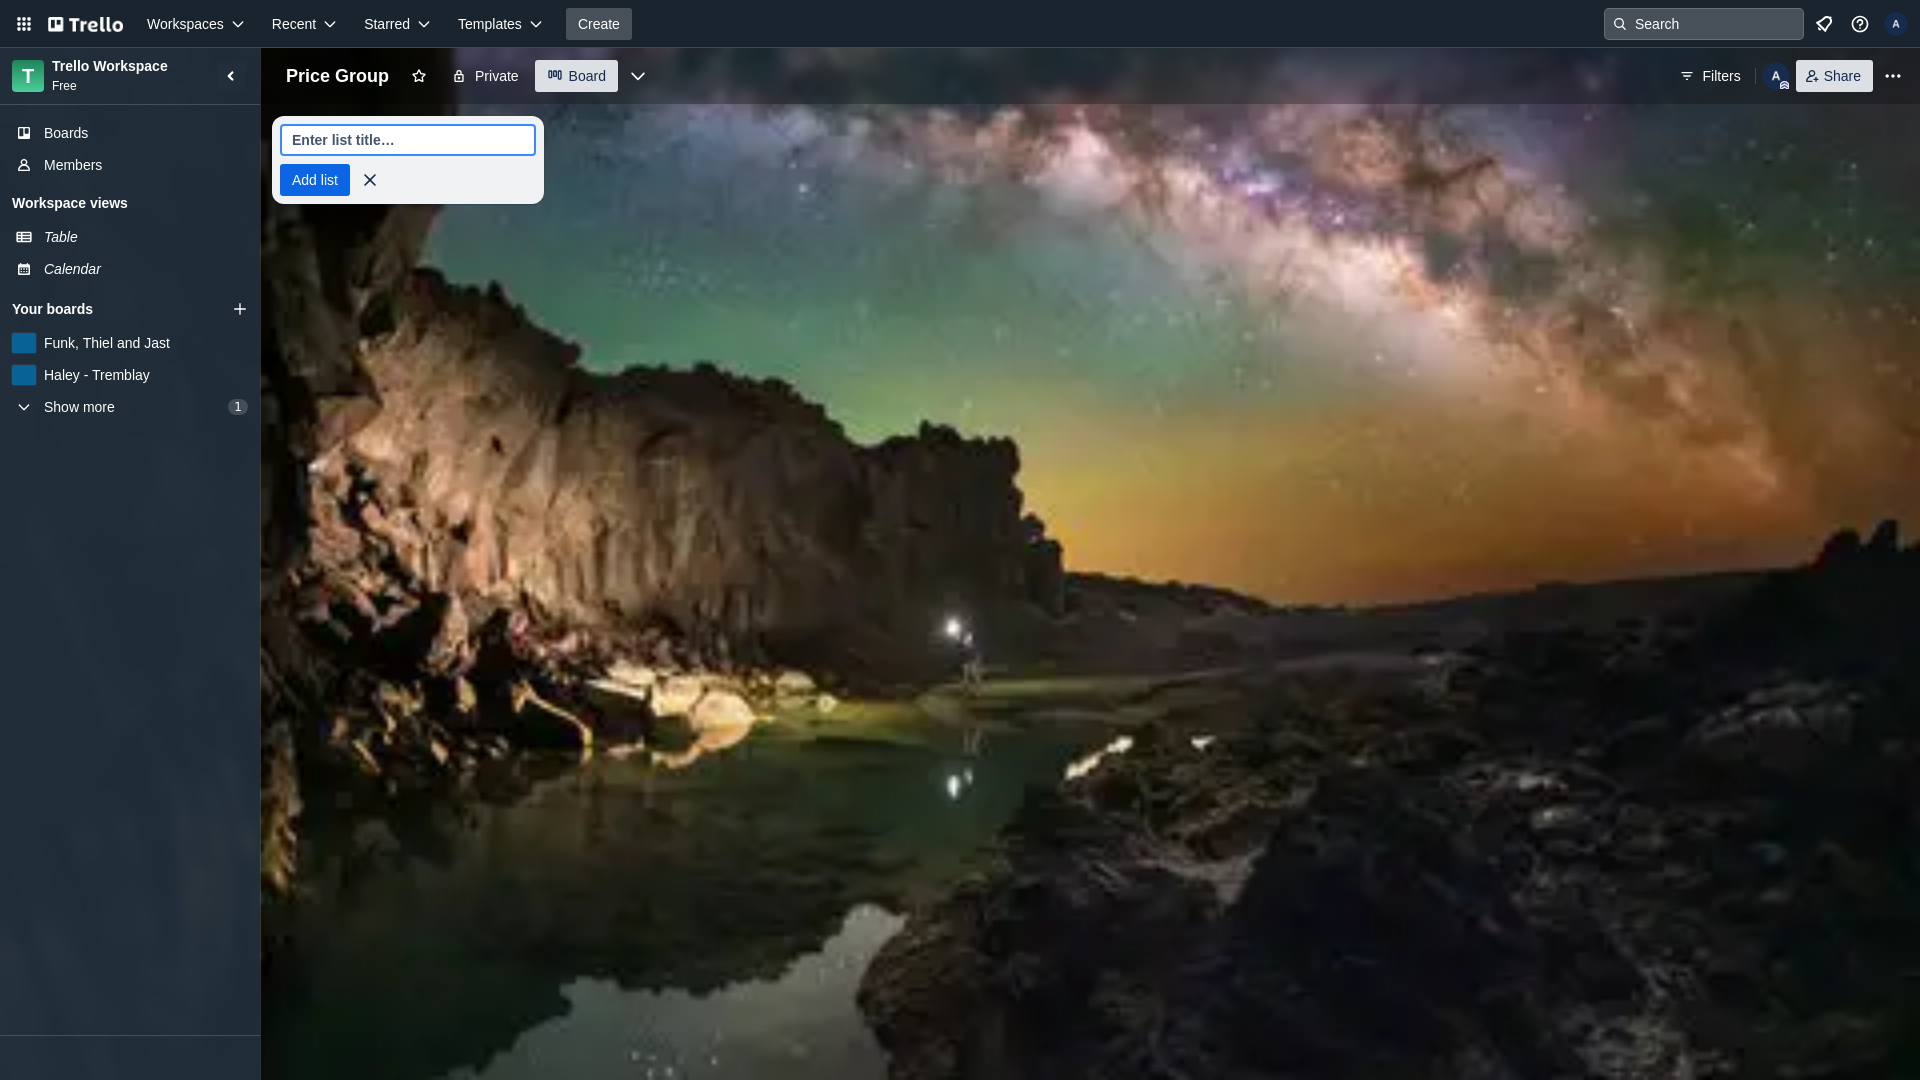 Trello
Workspaces
Recent
Starred
Templates
Create
Search
A
T
Trello Workspace
Free
Boards
Members
Workspace views
Table
Calendar
Your boards
Funk, Thiel and Jast
Haley - Tremblay
Show more
1
Price Group
Private
Board
Filters
A
Share
Enter list title…
Add list